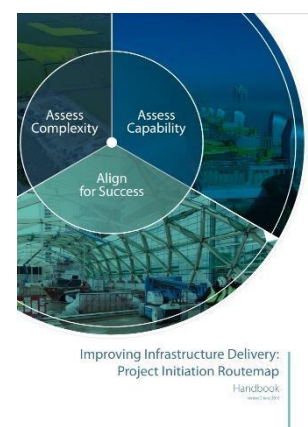 Assess
Complexity
Assess
Capability
Align
for Success
Improving Infrastructure Delivery:
Project Initiation Routemap
Handbook